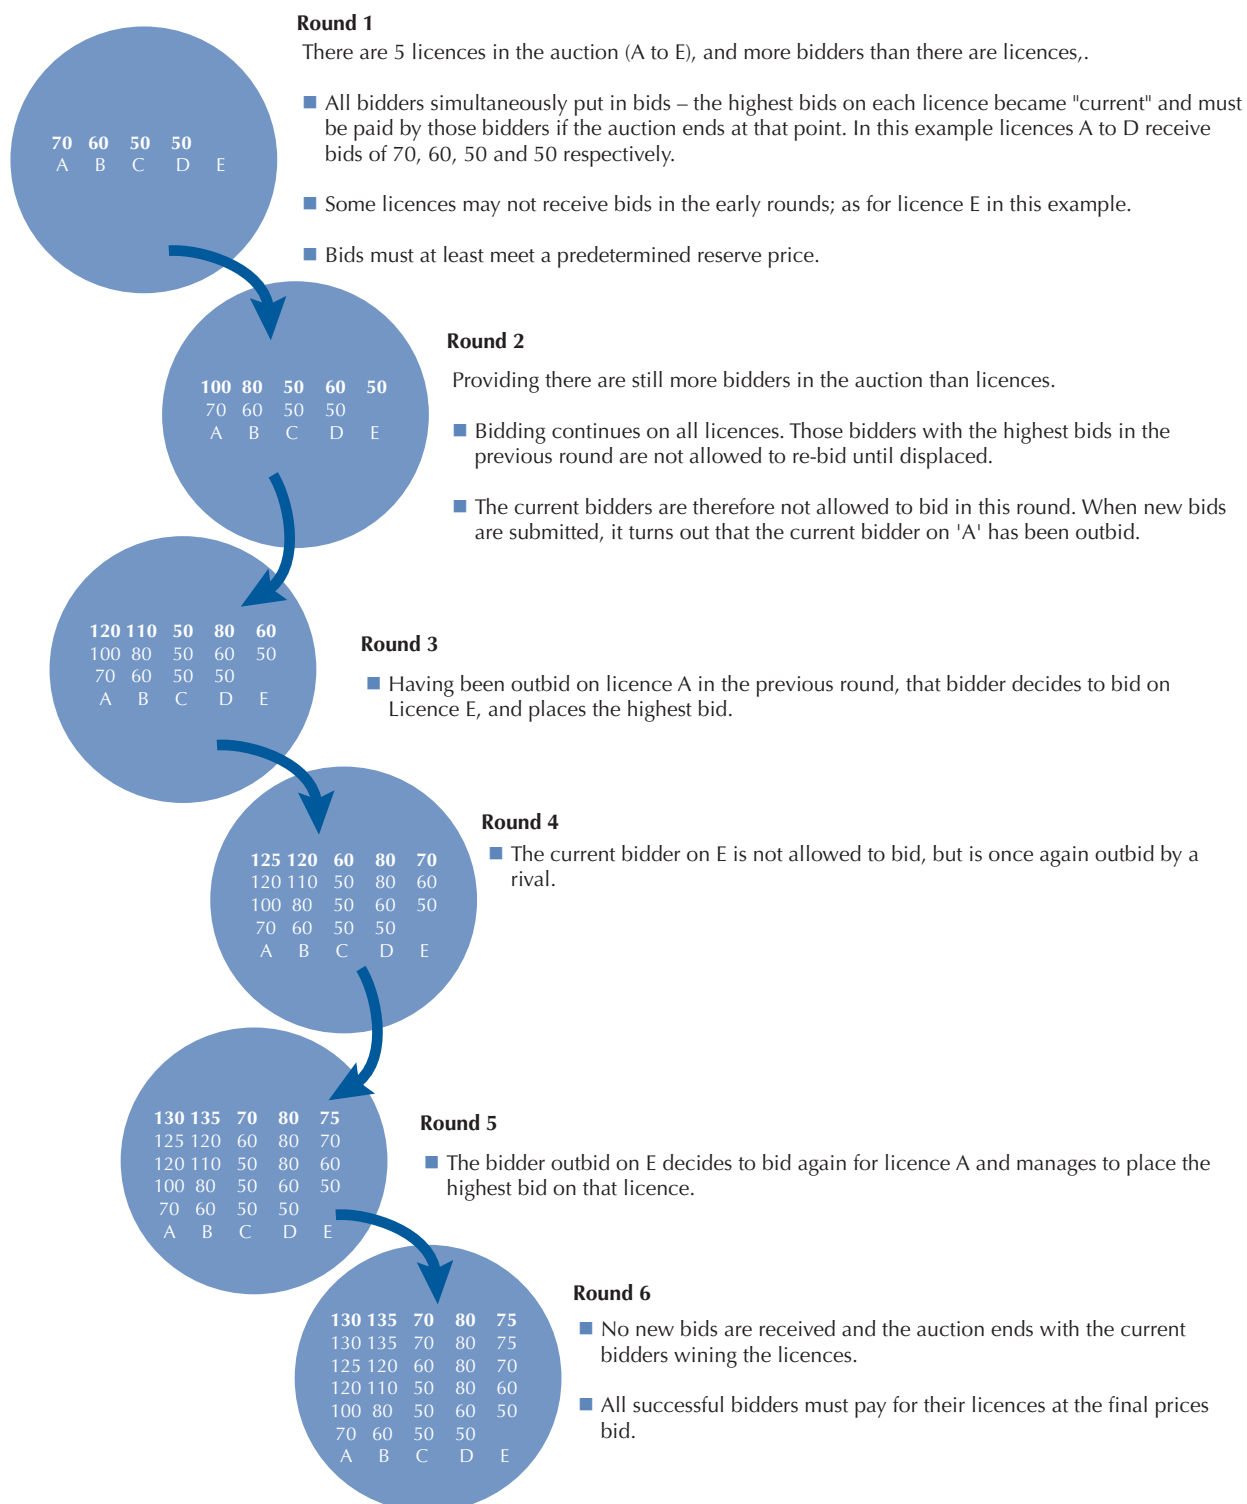 Round 1
There are 5 licences in the auction (A to E), and more bidders than there are licences,.
■ All bidders simultaneously put in bids – the highest bids on each licence became "current" and must
be paid by those bidders if the auction ends at that point. In this example licences A to D receive
bids of 70, 60, 50 and 50 respectively.
70 60 50 50
A B C D E
■ Some licences may not receive bids in the early rounds; as for licence E in this example.
■ Bids must at least meet a predetermined reserve price.
Round 2
Providing there are still more bidders in the auction than licences.
100 80 50 60 50
70 60 50 50
A B C D E
■ Bidding continues on all licences. Those bidders with the highest bids in the
previous round are not allowed to re-bid until displaced.
■ The current bidders are therefore not allowed to bid in this round. When new bids
are submitted, it turns out that the current bidder on 'A' has been outbid.
120 110 50 80 60
100 80 50 60 50
70 60 50 50
A B C D E
Round 3
■ Having been outbid on licence A in the previous round, that bidder decides to bid on
Licence E, and places the highest bid.
Round 4
125 120 60 80 70
120 110 50 80 60
100 80 50 60 50
70 60 50 50
A B C D E
■ The current bidder on E is not allowed to bid, but is once again outbid by a
rival.
130 135 70 80 75
125 120 60 80 70
120 110 50 80 60
100 80 50 60 50
70 60 50 50
A B C D E
Round 5
■ The bidder outbid on E decides to bid again for licence A and manages to place the
highest bid on that licence.
Round 6
130 135 70 80 75
130 135 70 80 75
125 120 60 80 70
120 110 50 80 60
100 80 50 60 50
70 60 50 50
A B C D E
■ No new bids are received and the auction ends with the current
bidders wining the licences.
■ All successful bidders must pay for their licences at the final prices
bid.